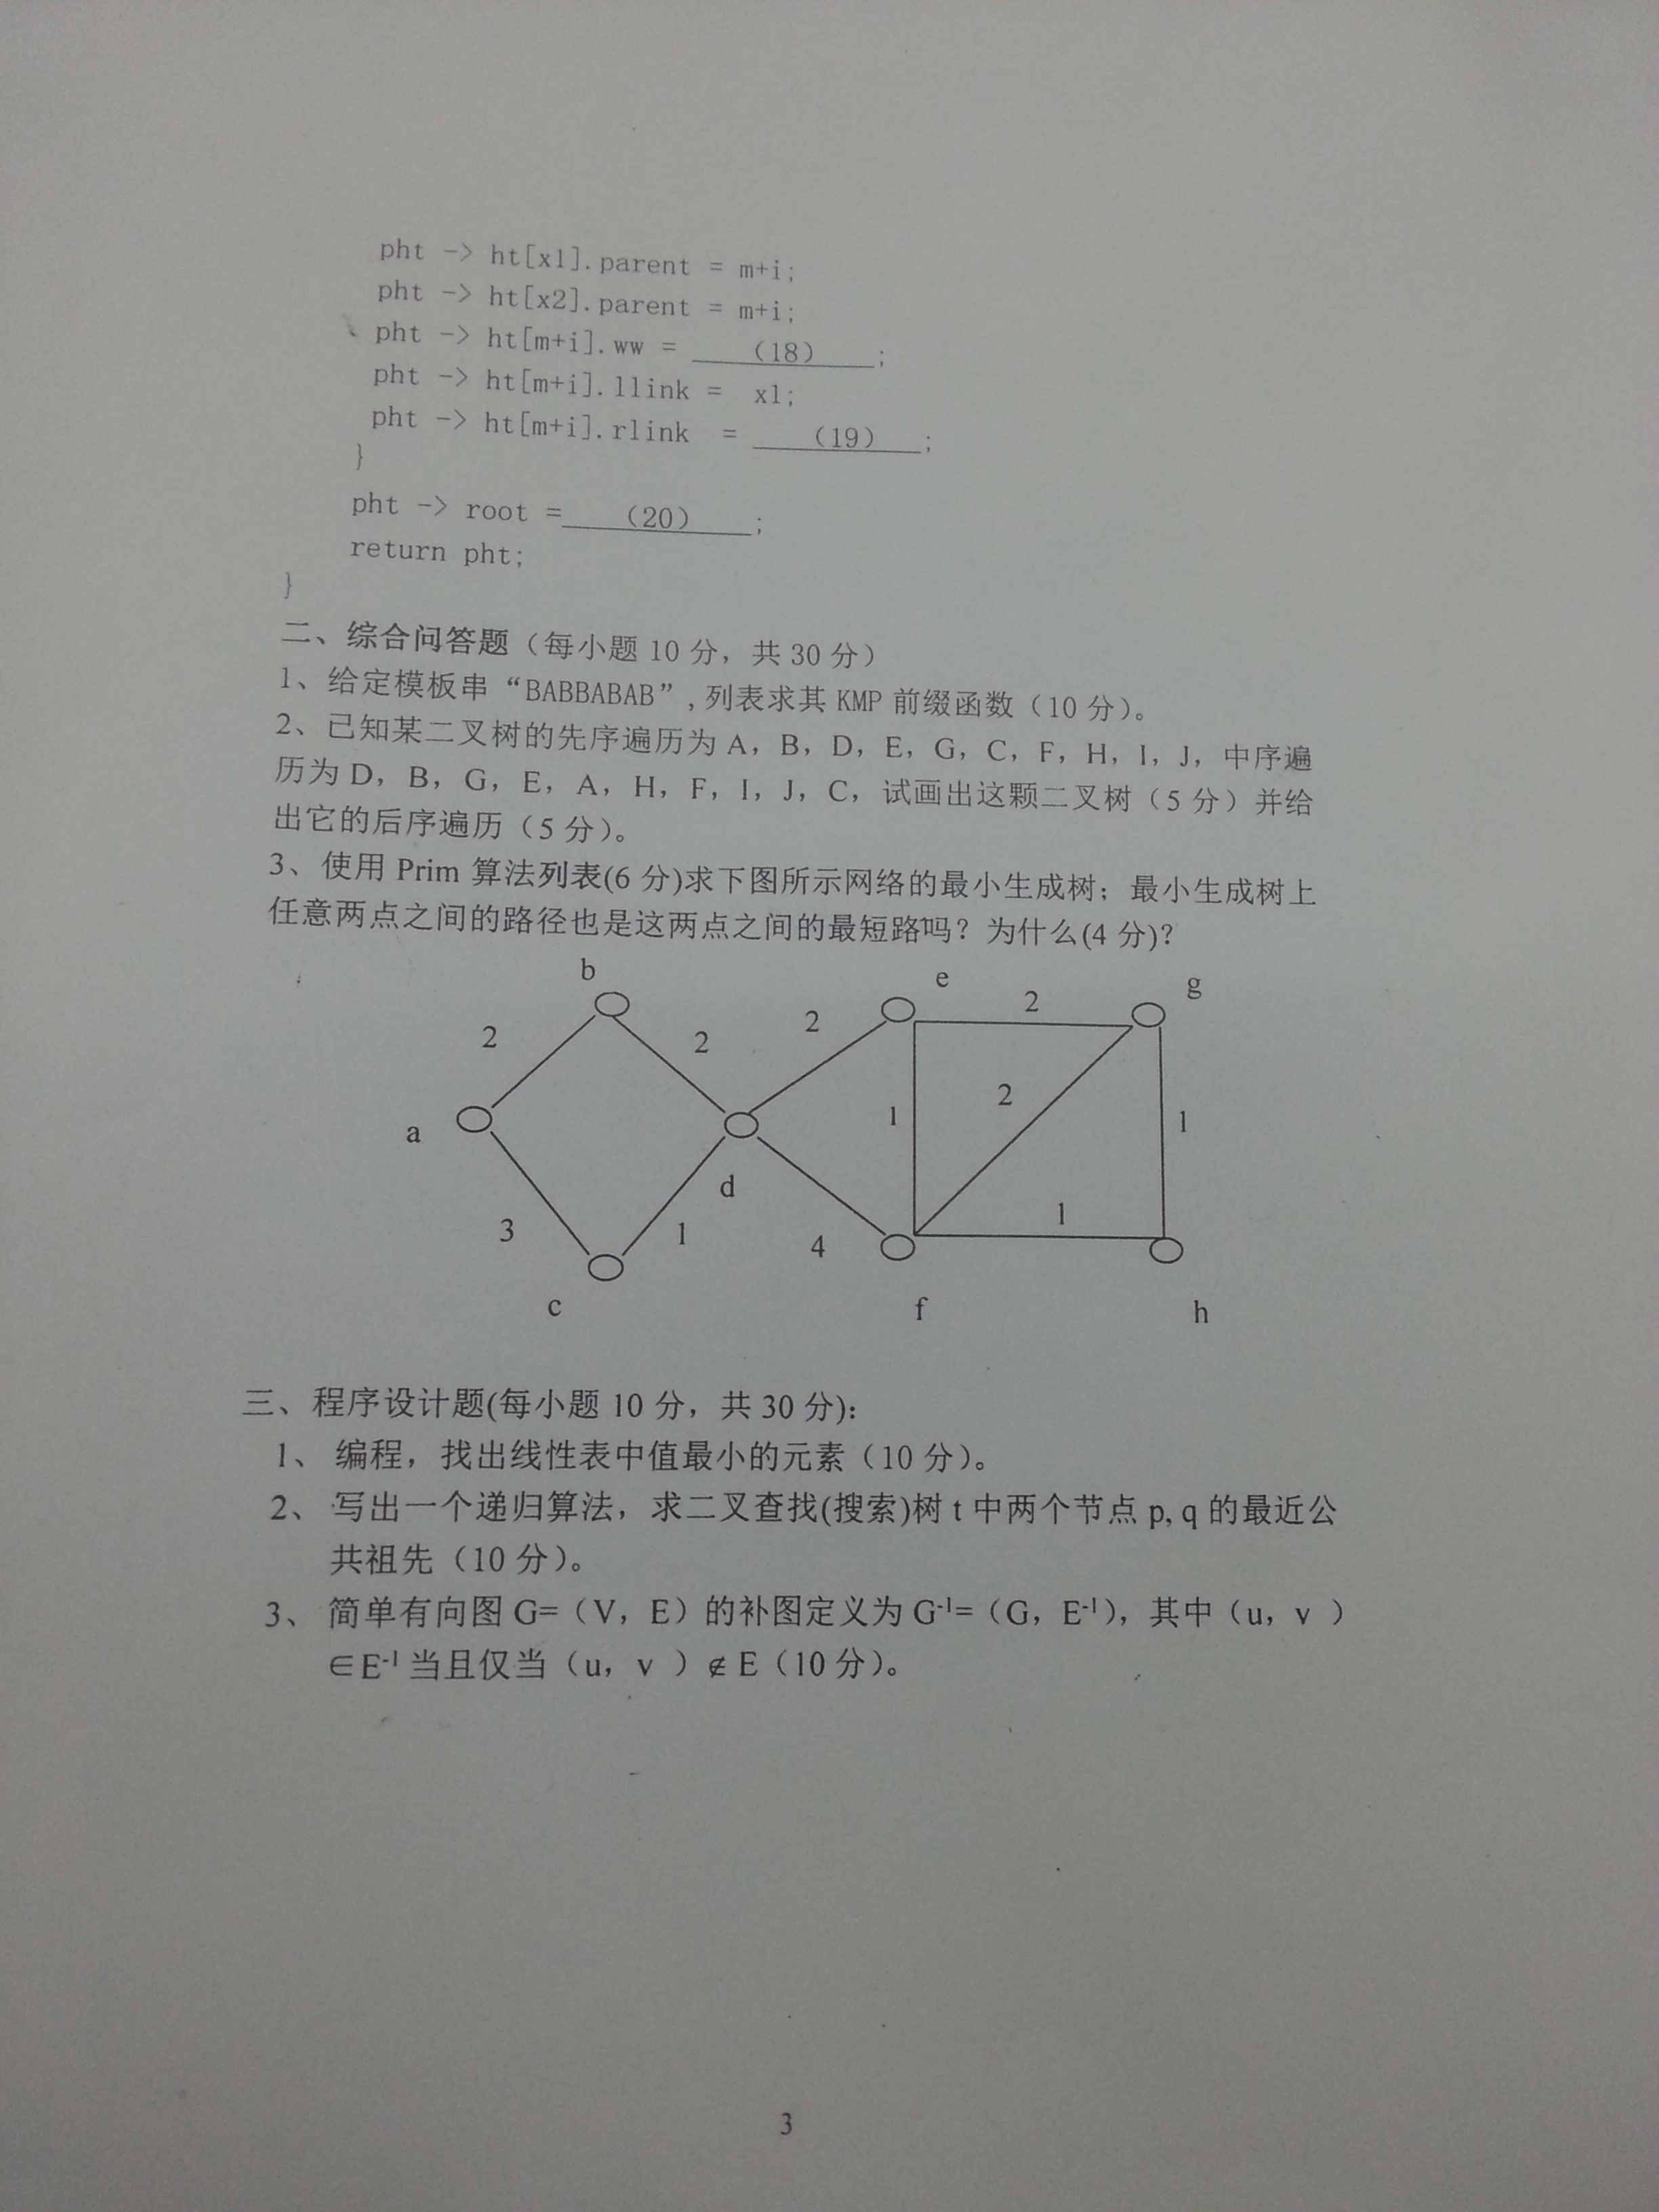 pht -> ht[x1].parent = m+i;
pht -> ht[x2].parent = m+i;
pht -> ht[m+i].ww = ____(18)____;
pht -> ht[m+i].llink = x1;
pht -> ht[m+i].rlink = ____(19)____;
}
pht -> root =____(20)____;
return pht;
}
二、综合问答题（每小题 10 分，共 30 分）
1、给定模板串“BABBABAB”, 列表求其 KMP 前缀函数（10 分）。
2、已知某二叉树的先序遍历为 A，B，D，E，G，C，F，H，I，J，中序遍
历为 D，B，G，E，A，H，F，I，J，C，试画出这颗二叉树（5 分）并给
出它的后序遍历（5 分）。
3、使用 Prim 算法列表(6 分)求下图所示网络的最小生成树；最小生成树上
任意两点之间的路径也是这两点之间的最短路吗？为什么(4 分)？
b e g
2 2 2 2
a 1 2 1
d
3 1 4 1
c f h
三、程序设计题(每小题 10 分，共 30 分)：
1、 编程，找出线性表中值最小的元素（10 分）。
2、 写出一个递归算法，求二叉查找(搜索)树 t 中两个节点 p, q 的最近公
共祖先（10 分）。
3、 简单有向图 G=（V，E）的补图定义为 G⁻¹=（G，E⁻¹），其中（u，v ）
∈E⁻¹ 当且仅当（u，v ）∉E（10 分）。
3